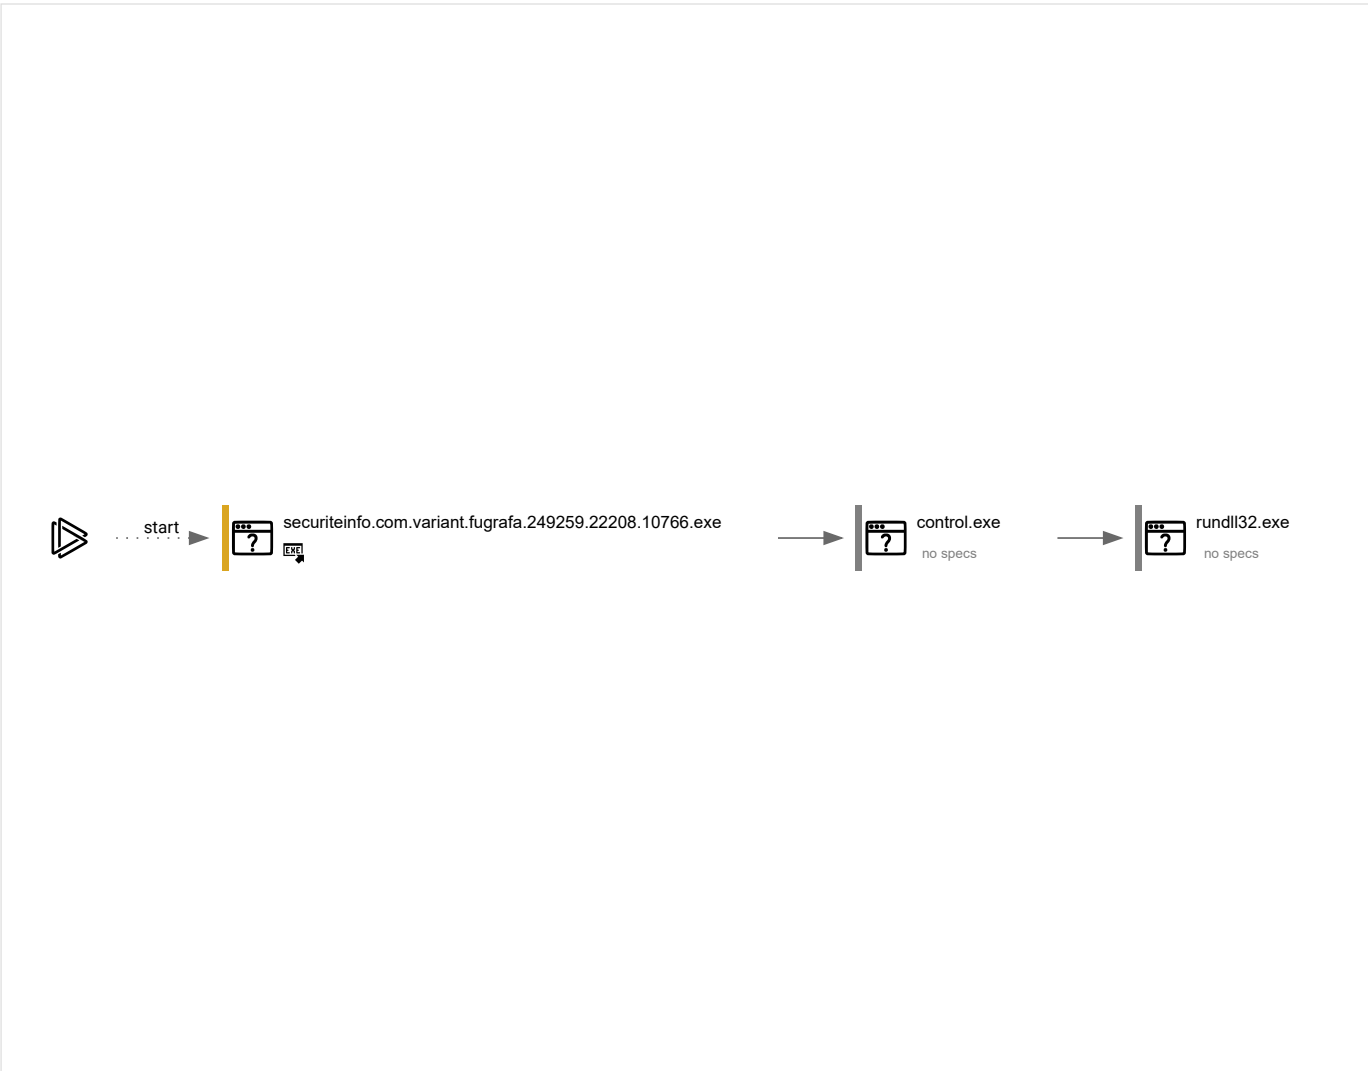 start
securiteinfo.com.variant.fugrafa.249259.22208.10766.exe
EXE
control.exe
no specs
rundll32.exe
no specs